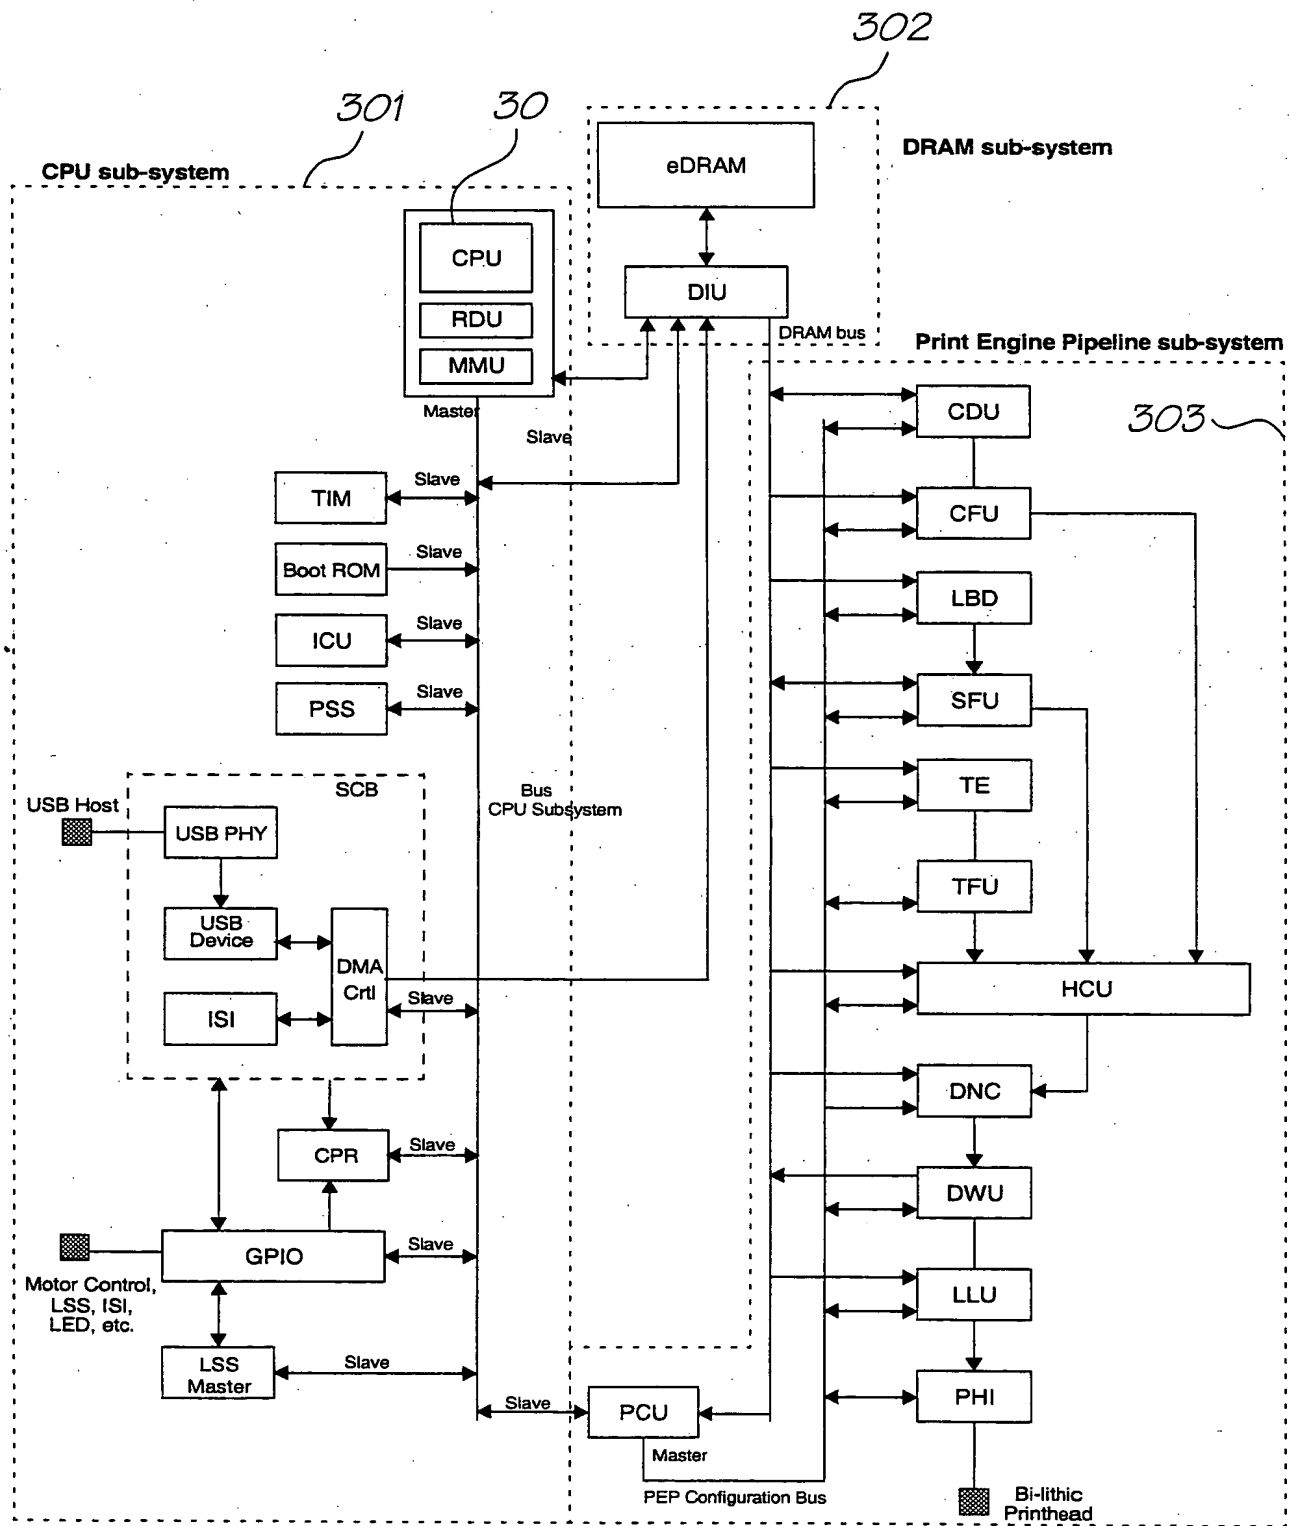 302
301
30
CPU sub-system
DRAM sub-system
eDRAM
CPU
DIU
RDU
MMU
DRAM bus
Print Engine Pipeline sub-system
Master
Slave
303
CDU
TIM
Slave
CFU
Boot ROM
Slave
LBD
ICU
Slave
PSS
Slave
SFU
SCB
Bus
CPU Subsystem
TE
USB Host
USB PHY
TFU
USB
Device
DMA
Crtl
Slave
ISI
HCU
DNC
CPR
Slave
DWU
GPIO
Slave
Motor Control,
LSS, ISI,
LED, etc.
LLU
LSS
Master
Slave
PHI
Slave
PCU
Master
PEP Configuration Bus
Bi-lithic
Printhead